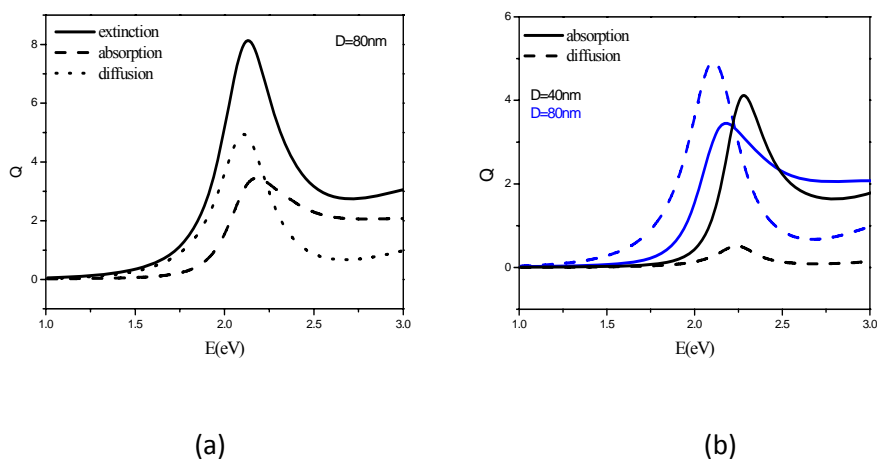 extinction
absorption
diffusion
D=80nm
8
6
4
2
0
Q
1.0
1.5
2.0
2.5
3.0
E(eV)
(a)
absorption
diffusion
D=40nm
D=80nm
6
4
2
0
Q
1.0
1.5
2.0
2.5
3.0
E(eV)
(b)